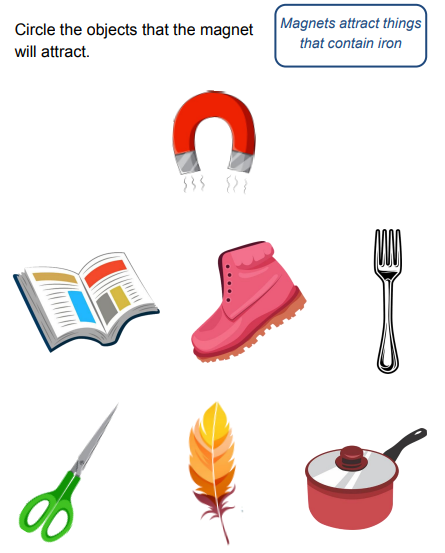 Circle the objects that the magnet
will attract.
Magnets attract things
that contain iron